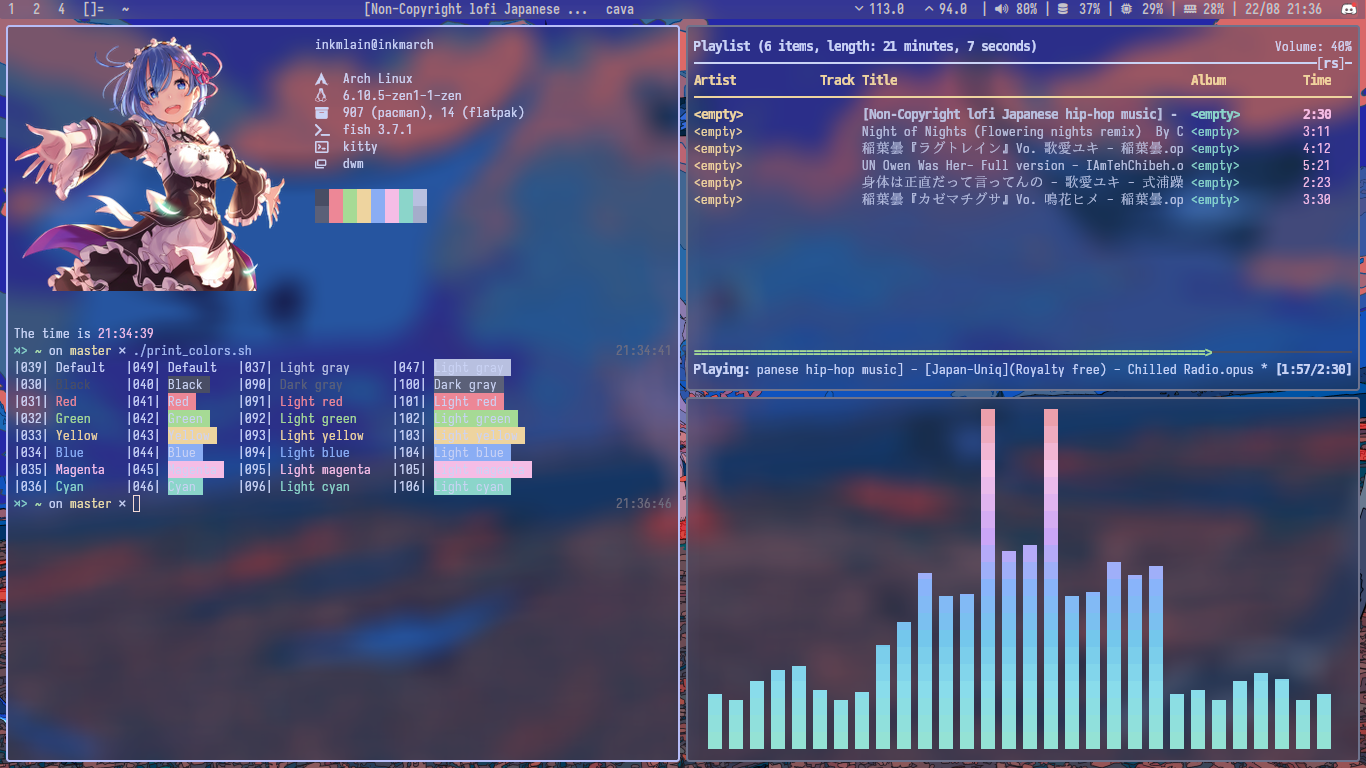 1 2 4 []= ~ [Non-Copyright lofi Japanese ... cava 113.0 94.0 | 80% | 37% | 29% | 28% | 22/08 21:36
inkmlain@inkmarch
Arch Linux
6.10.5-zen1-1-zen
907 (pacman), 14 (flatpak)
fish 3.7.1
kitty
dwm
The time is 21:34:39
~ on master × ./print_colors.sh 21:34:41
|039| Default |049| Default |037| Light gray |047| Light gray
|030| Black |040| Black |090| Dark gray |100| Dark gray
|031| Red |041| Red |091| Light red |101| Light red
|032| Green |042| Green |092| Light green |102| Light green
|033| Yellow |043| |093| Light yellow |103|
|034| Blue |044| Blue |094| Light blue |104| Light blue
|035| Magenta |045| |095| Light magenta |105|
|036| Cyan |046| Cyan |096| Light cyan |106| Light cyan
~ on master × 21:36:46
Playlist (6 items, length: 21 minutes, 7 seconds) Volume: 40%
[rs]
Artist Track Title Album Time
<empty> [Non-Copyright lofi Japanese hip-hop music] - <empty> 2:30
<empty> Night of Nights (Flowering nights remix) By C <empty> 3:11
<empty> 稲葉曇『ラグトレイン』Vo. 歌愛ユキ - 稲葉曇.op <empty> 4:12
<empty> UN Owen Was Her- Full version - IAmTehChibeh.o <empty> 5:21
<empty> 身体は正直だって言ってんの - 歌愛ユキ - 式浦躁 <empty> 2:23
<empty> 稲葉曇『カゼマチグサ』Vo. 鳴花ヒメ - 稲葉曇.op <empty> 3:30
Playing: panese hip-hop music] - [Japan-Uniq](Royalty free) - Chilled Radio.opus * [1:57/2:30]